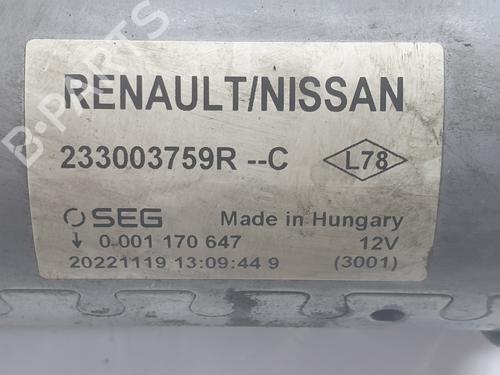 RENAULT/NISSAN
233003759R --C L78
SEG Made in Hungary
0 001 170 647 12V
20221119 13:09:44 9 (3001)
B-PARTS